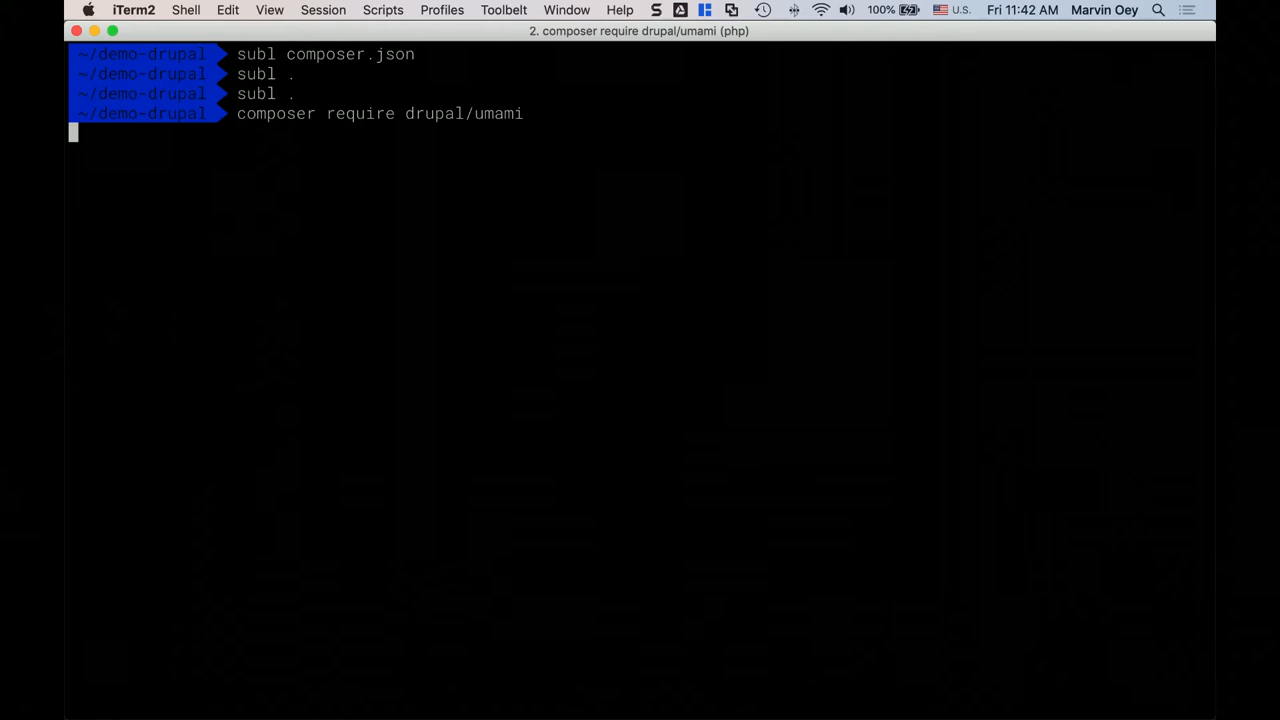 iTerm2 Shell Edit View Session Scripts Profiles Toolbelt Window Help 100% U.S. Fri 11:42 AM Marvin Oey
2. composer require drupal/umami (php)
~/demo-drupal subl composer.json
~/demo-drupal subl .
~/demo-drupal subl .
~/demo-drupal composer require drupal/umami